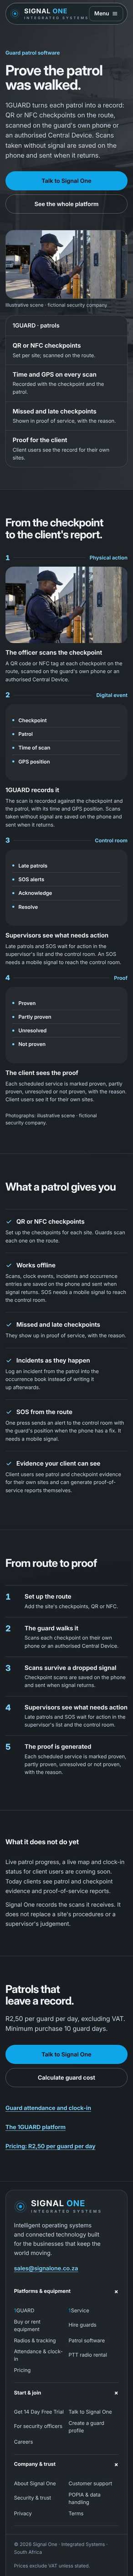 SIGNAL ONE
INTEGRATED SYSTEMS
Menu
Guard patrol software
Prove the patrol
was walked.
1GUARD turns each patrol into a record:
QR or NFC checkpoints on the route,
scanned on the guard's own phone or
an authorised Central Device. Scans
taken without signal are saved on the
phone and sent when it returns.
Talk to Signal One
See the whole platform
Illustrative scene · fictional security company
1GUARD · patrols
QR or NFC checkpoints
Set per site; scanned on the route.
Time and GPS on every scan
Recorded with the checkpoint and the
patrol.
Missed and late checkpoints
Shown in proof of service, with the reason.
Proof for the client
Client users see the record for their own
sites.
From the checkpoint
to the client's report.
1
Physical action
The officer scans the checkpoint
A QR code or NFC tag at each checkpoint on the
route, scanned on the guard's own phone or an
authorised Central Device.
2
Digital event
Checkpoint
Patrol
Time of scan
GPS position
1GUARD records it
The scan is recorded against the checkpoint and
patrol, with its time and GPS position. Scans
taken without signal are saved on the phone and
sent when it returns.
3
Control room
Late patrols
SOS alerts
Acknowledge
Resolve
Supervisors see what needs action
Late patrols and SOS wait for action in the
supervisor's list and the control room. An SOS
needs a mobile signal to reach the control room.
4
Proof
Proven
Partly proven
Unresolved
Not proven
The client sees the proof
Each scheduled service is marked proven, partly
proven, unresolved or not proven, with the reason.
Client users see it for their own sites.
Photographs: illustrative scene · fictional
security company.
What a patrol gives you
QR or NFC checkpoints
Set up the checkpoints for each site. Guards scan
each one on the route.
Works offline
Scans, clock events, incidents and occurrence
entries are saved on the phone and sent when
signal returns. SOS needs a mobile signal to reach
the control room.
Missed and late checkpoints
They show up in proof of service, with the reason.
Incidents as they happen
Log an incident from the patrol into the
occurrence book instead of writing it
up afterwards.
SOS from the route
One press sends an alert to the control room with
the guard's position when the phone has a fix. It
needs a mobile signal.
Evidence your client can see
Client users see patrol and checkpoint evidence
for their own sites and can generate proof-of-
service reports themselves.
From route to proof
1
Set up the route
Add the site's checkpoints, QR or NFC.
2
The guard walks it
Scans each checkpoint on their own
phone or an authorised Central Device.
3
Scans survive a dropped signal
Checkpoint scans are saved on the phone
and sent when signal returns.
4
Supervisors see what needs action
Late patrols and SOS wait for action in the
supervisor's list and the control room.
5
The proof is generated
Each scheduled service is marked proven,
partly proven, unresolved or not proven,
with the reason.
What it does not do yet
Live patrol progress, a live map and clock-in
status for client users are coming soon.
Today clients see patrol and checkpoint
evidence and proof-of-service reports.
Signal One records the scans it receives. It
does not replace a site's procedures or a
supervisor's judgement.
Patrols that
leave a record.
R2,50 per guard per day, excluding VAT.
Minimum purchase 10 guard days.
Talk to Signal One
Calculate guard cost
Guard attendance and clock-in
The 1GUARD platform
Pricing: R2,50 per guard per day
SIGNAL ONE
INTEGRATED SYSTEMS
Intelligent operating systems
and connected technology built
for the businesses that keep the
world moving.
sales@signalone.co.za
Platforms & equipment
1GUARD
1Service
Buy or rent
equipment
Hire guards
Radios & tracking
Patrol software
Attendance & clock-
in
PTT radio rental
Pricing
Start & join
Get 14 Day Free Trial
Talk to Signal One
For security officers
Create a guard
profile
Careers
Company & trust
About Signal One
Customer support
Security & trust
POPIA & data
handling
Privacy
Terms
© 2026 Signal One · Integrated Systems ·
South Africa
Prices exclude VAT unless stated.